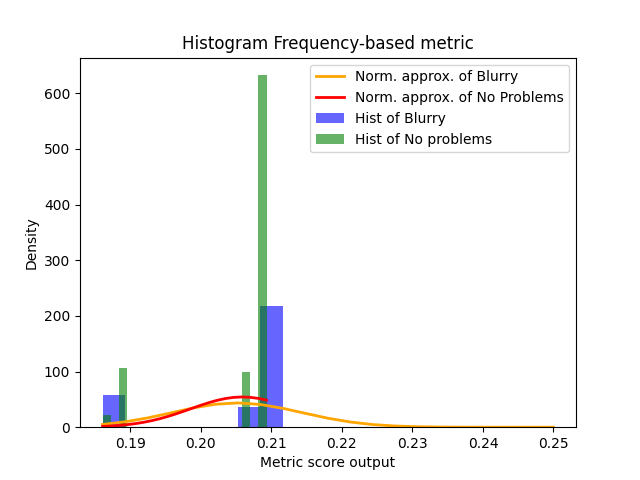 Histogram Frequency-based metric
Norm. approx. of Blurry
Norm. approx. of No Problems
Hist of Blurry
Hist of No problems
Density
600
500
400
300
200
100
0
0.19
0.20
0.21
0.22
0.23
0.24
0.25
Metric score output